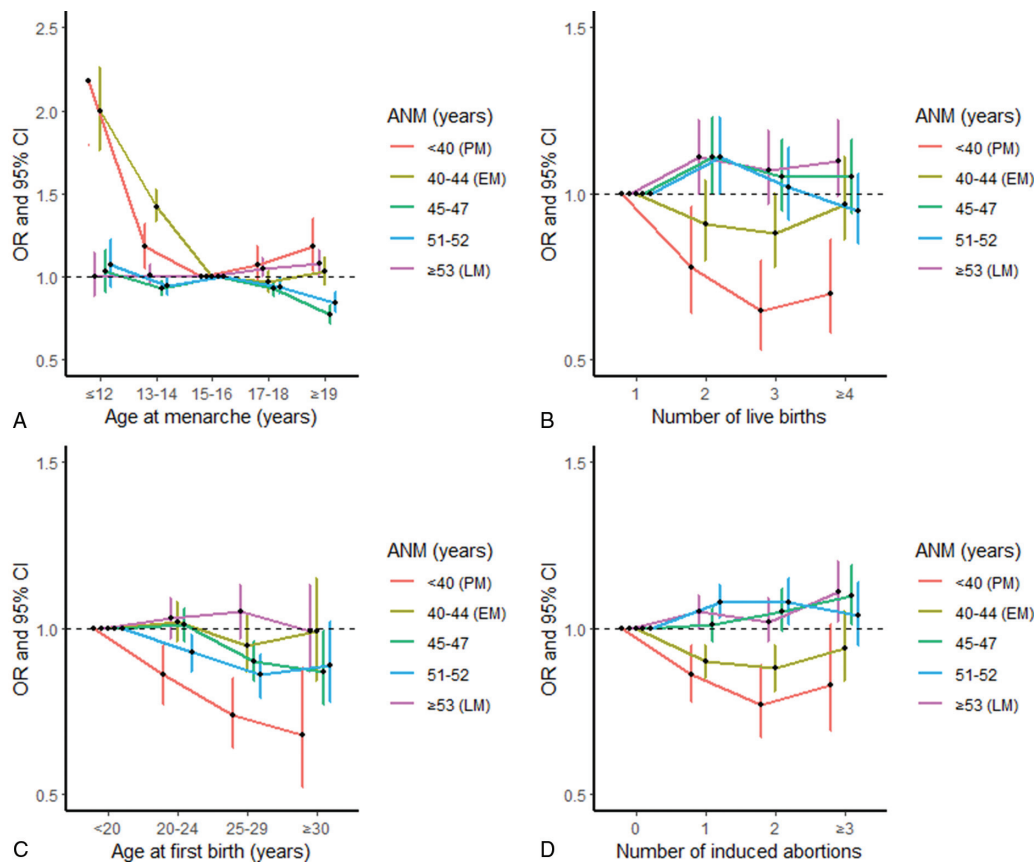 2.5
2.0
1.5
1.0
0.5
OR and 95% CI
≤12 13-14 15-16 17-18 ≥19
Age at menarche (years)
A
ANM (years)
<40 (PM)
40-44 (EM)
45-47
51-52
≥53 (LM)
1.5
1.0
0.5
OR and 95% CI
1 2 3 ≥4
Number of live births
B
ANM (years)
<40 (PM)
40-44 (EM)
45-47
51-52
≥53 (LM)
1.5
1.0
0.5
OR and 95% CI
<20 20-24 25-29 ≥30
Age at first birth (years)
C
ANM (years)
<40 (PM)
40-44 (EM)
45-47
51-52
≥53 (LM)
1.5
1.0
0.5
OR and 95% CI
0 1 2 ≥3
Number of induced abortions
D
ANM (years)
<40 (PM)
40-44 (EM)
45-47
51-52
≥53 (LM)